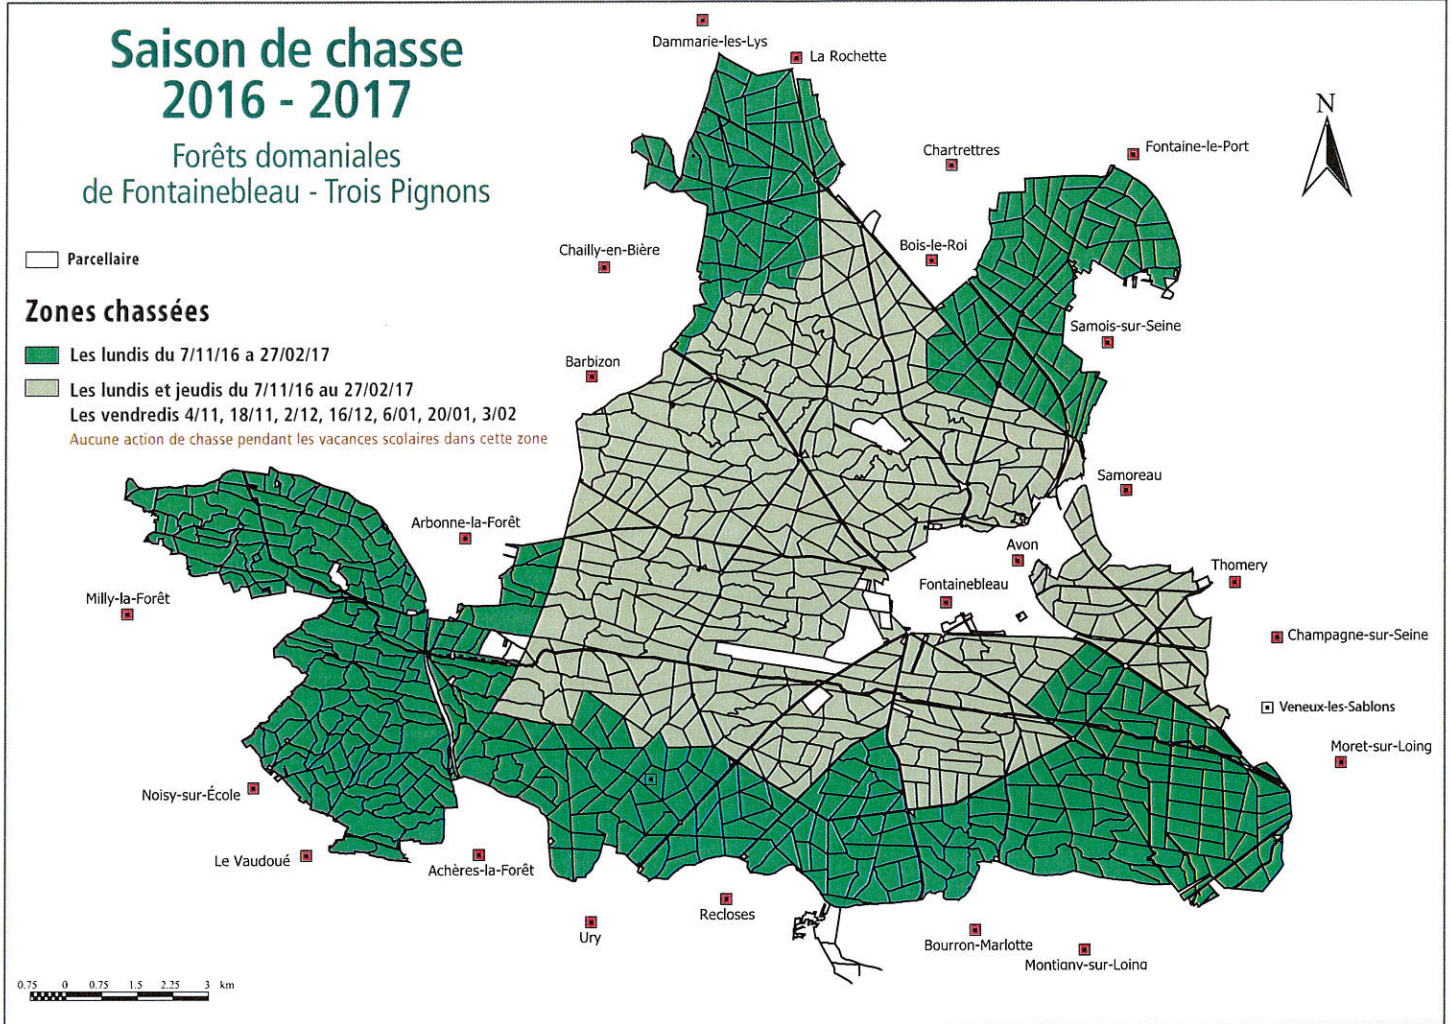 Saison de chasse
2016 - 2017
Forêts domaniales
de Fontainebleau - Trois Pignons
Parcellaire
Zones chassées
Les lundis du 7/11/16 a 27/02/17
Les lundis et jeudis du 7/11/16 au 27/02/17
Les vendredis 4/11, 18/11, 2/12, 16/12, 6/01, 20/01, 3/02
Aucune action de chasse pendant les vacances scolaires dans cette zone
N
Dammarie-les-Lys
La Rochette
Chartrettres
Fontaine-le-Port
Chailly-en-Bière
Bois-le-Roi
Samois-sur-Seine
Barbizon
Samoreau
Arbonne-la-Forêt
Avon
Thomery
Fontainebleau
Milly-la-Forêt
Champagne-sur-Seine
Veneux-les-Sablons
Moret-sur-Loing
Noisy-sur-École
Le Vaudoué
Achères-la-Forêt
Recloses
Ury
Bourron-Marlotte
Montigny-sur-Loing
0.75 0 0.75 1.5 2.25 3 km